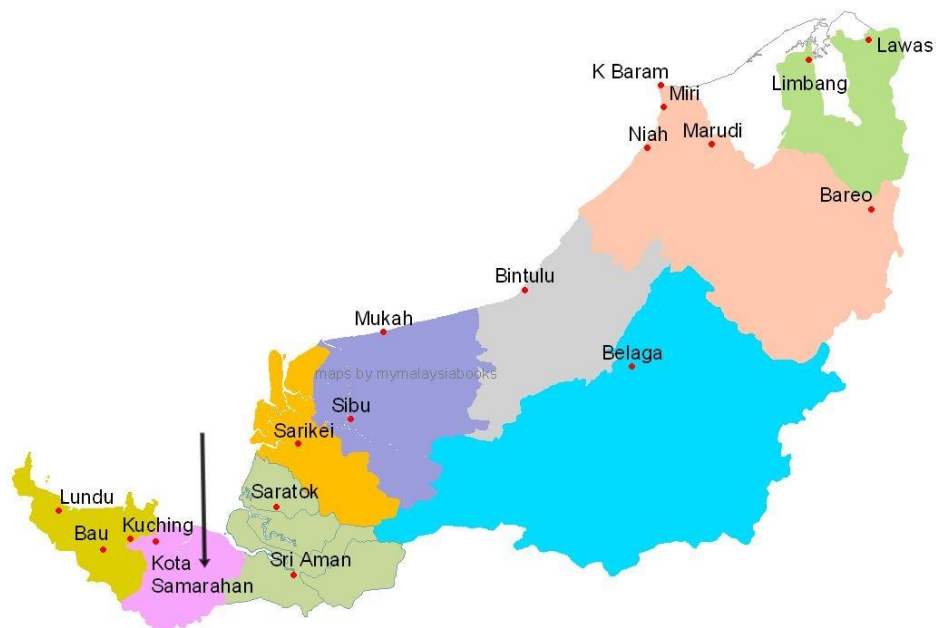 Lawas
Limbang
K Baram
Miri
Niah
Marudi
Bareo
Bintulu
Mukah
Belaga
maps by mymalaysiabooks
Sibu
Sarikei
Saratok
Lundu
Kuching
Bau
Kota
Samarahan
Sri Aman